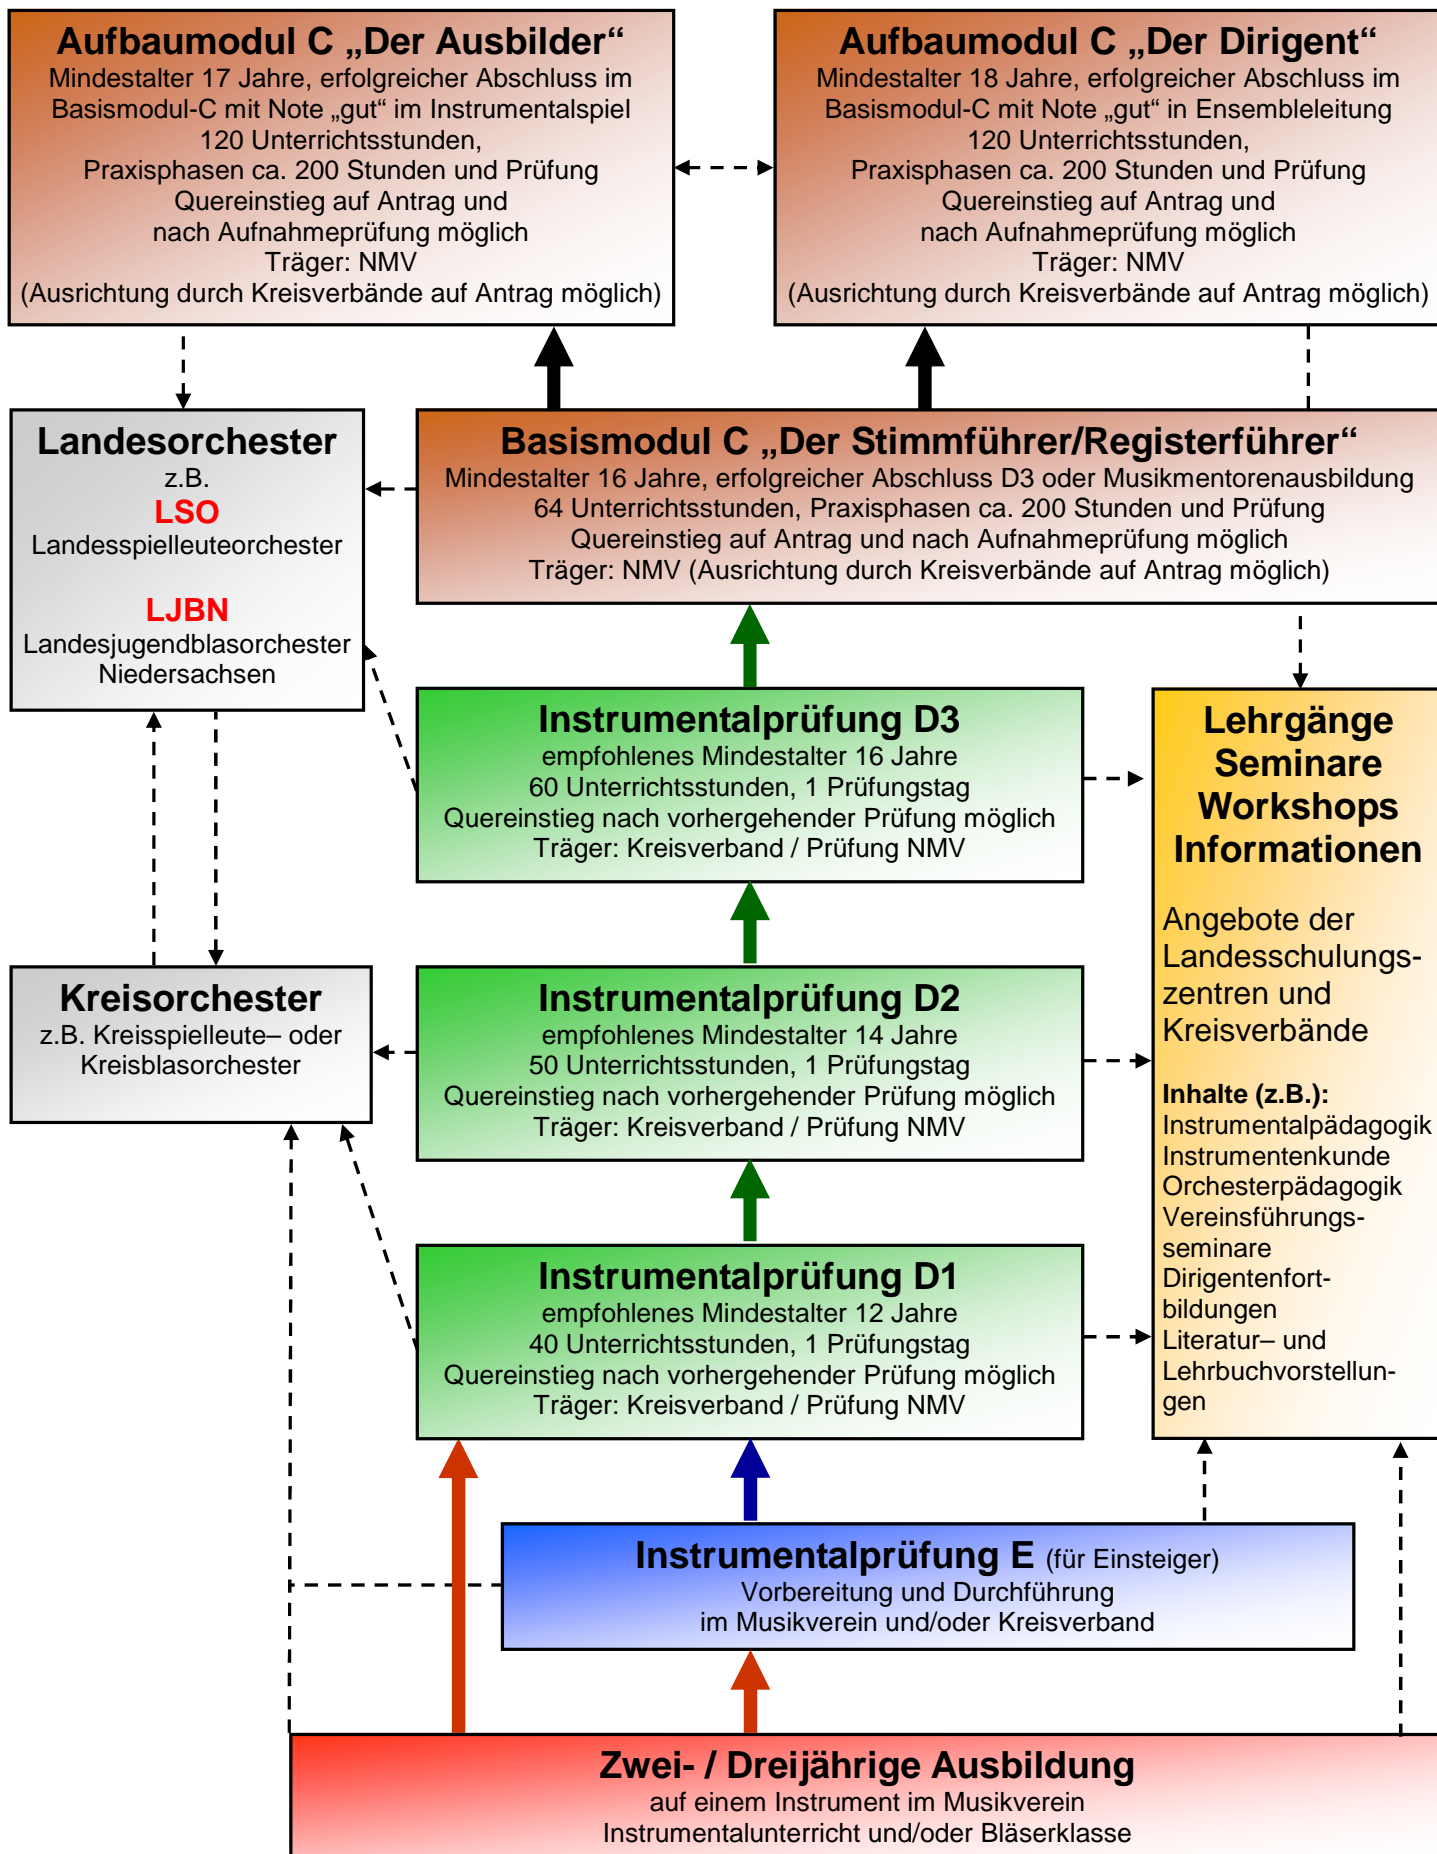 Aufbaumodul C „Der Ausbilder“
Mindestalter 17 Jahre, erfolgreicher Abschluss im
Basismodul-C mit Note „gut“ im Instrumentalspiel
120 Unterrichtsstunden,
Praxisphasen ca. 200 Stunden und Prüfung
Quereinstieg auf Antrag und
nach Aufnahmeprüfung möglich
Träger: NMV
(Ausrichtung durch Kreisverbände auf Antrag möglich)
Aufbaumodul C „Der Dirigent“
Mindestalter 18 Jahre, erfolgreicher Abschluss im
Basismodul-C mit Note „gut“ in Ensembleleitung
120 Unterrichtsstunden,
Praxisphasen ca. 200 Stunden und Prüfung
Quereinstieg auf Antrag und
nach Aufnahmeprüfung möglich
Träger: NMV
(Ausrichtung durch Kreisverbände auf Antrag möglich)
Landesorchester
z.B.
LSO
Landesspielleuteorchester
LJBN
Landesjugendblasorchester
Niedersachsen
Basismodul C „Der Stimmführer/Registerführer“
Mindestalter 16 Jahre, erfolgreicher Abschluss D3 oder Musikmentorenausbildung
64 Unterrichtsstunden, Praxisphasen ca. 200 Stunden und Prüfung
Quereinstieg auf Antrag und nach Aufnahmeprüfung möglich
Träger: NMV (Ausrichtung durch Kreisverbände auf Antrag möglich)
Instrumentalprüfung D3
empfohlenes Mindestalter 16 Jahre
60 Unterrichtsstunden, 1 Prüfungstag
Quereinstieg nach vorhergehender Prüfung möglich
Träger: Kreisverband / Prüfung NMV
Lehrgänge
Seminare
Workshops
Informationen
Angebote der
Landesschulungs-
zentren und
Kreisverbände
Inhalte (z.B.):
Instrumentalpädagogik
Instrumentenkunde
Orchesterpädagogik
Vereinsführungs-
seminare
Dirigentenfort-
bildungen
Literatur– und
Lehrbuchvorstellun-
gen
Kreisorchester
z.B. Kreisspielleute– oder
Kreisblasorchester
Instrumentalprüfung D2
empfohlenes Mindestalter 14 Jahre
50 Unterrichtsstunden, 1 Prüfungstag
Quereinstieg nach vorhergehender Prüfung möglich
Träger: Kreisverband / Prüfung NMV
Instrumentalprüfung D1
empfohlenes Mindestalter 12 Jahre
40 Unterrichtsstunden, 1 Prüfungstag
Quereinstieg nach vorhergehender Prüfung möglich
Träger: Kreisverband / Prüfung NMV
Instrumentalprüfung E (für Einsteiger)
Vorbereitung und Durchführung
im Musikverein und/oder Kreisverband
Zwei- / Dreijährige Ausbildung
auf einem Instrument im Musikverein
Instrumentalunterricht und/oder Bläserklasse